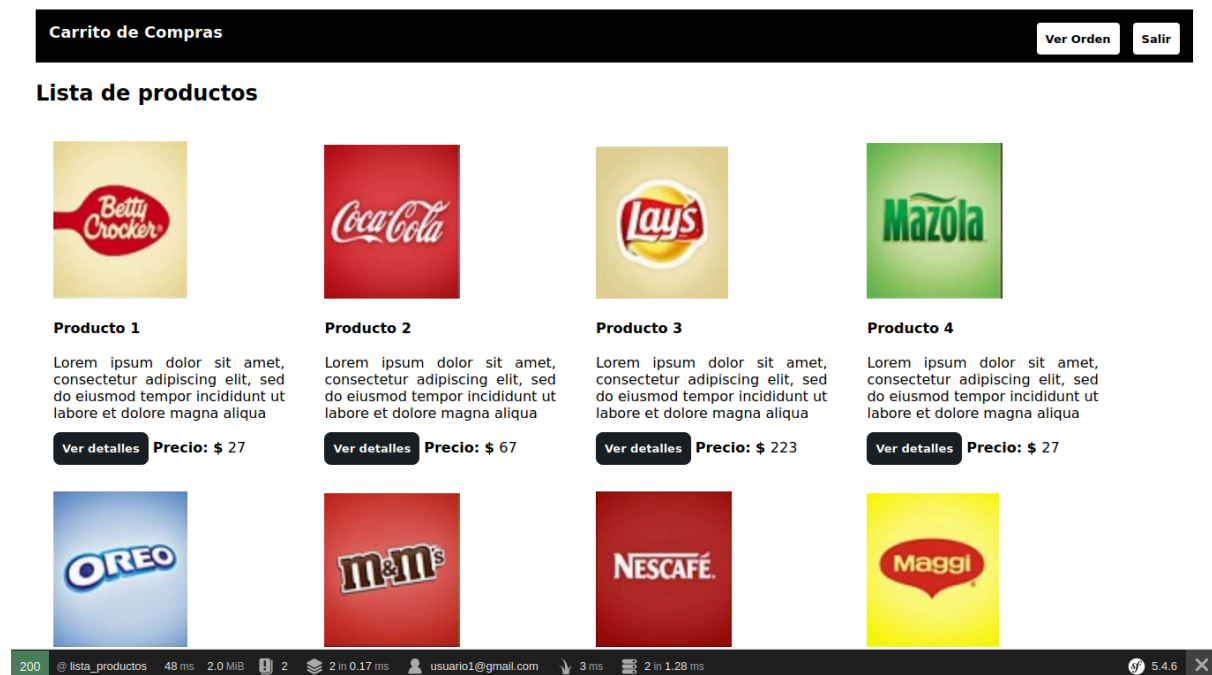 Carrito de Compras
Ver Orden
Salir
Lista de productos
Betty
Crocker
Coca-Cola
Lay's
Mazola
Producto 1
Producto 2
Producto 3
Producto 4
Lorem ipsum dolor sit amet,
consectetur adipiscing elit, sed
do eiusmod tempor incididunt ut
labore et dolore magna aliqua
Lorem ipsum dolor sit amet,
consectetur adipiscing elit, sed
do eiusmod tempor incididunt ut
labore et dolore magna aliqua
Lorem ipsum dolor sit amet,
consectetur adipiscing elit, sed
do eiusmod tempor incididunt ut
labore et dolore magna aliqua
Lorem ipsum dolor sit amet,
consectetur adipiscing elit, sed
do eiusmod tempor incididunt ut
labore et dolore magna aliqua
Ver detalles Precio: $ 27
Ver detalles Precio: $ 67
Ver detalles Precio: $ 223
Ver detalles Precio: $ 27
OREO
m&m's
NESCAFÉ.
Maggi
200 @ lista_productos 48 ms 2.0 MiB 2 2 in 0.17 ms usuario1@gmail.com 3 ms 2 in 1.28 ms sf 5.4.6